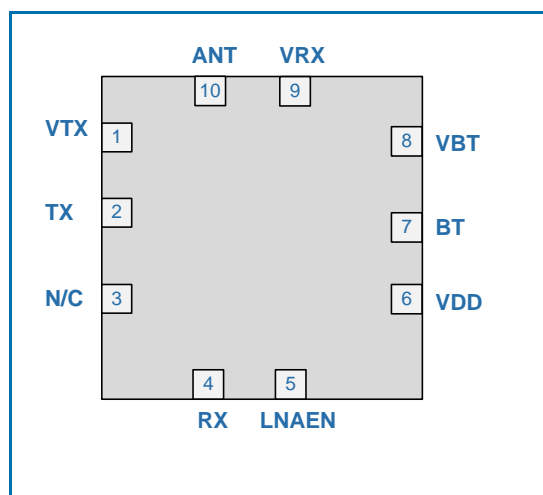 ANT VRX
10 9
VTX 1 8 VBT
TX 2 7 BT
N/C 3 6 VDD
4 5
RX LNAEN